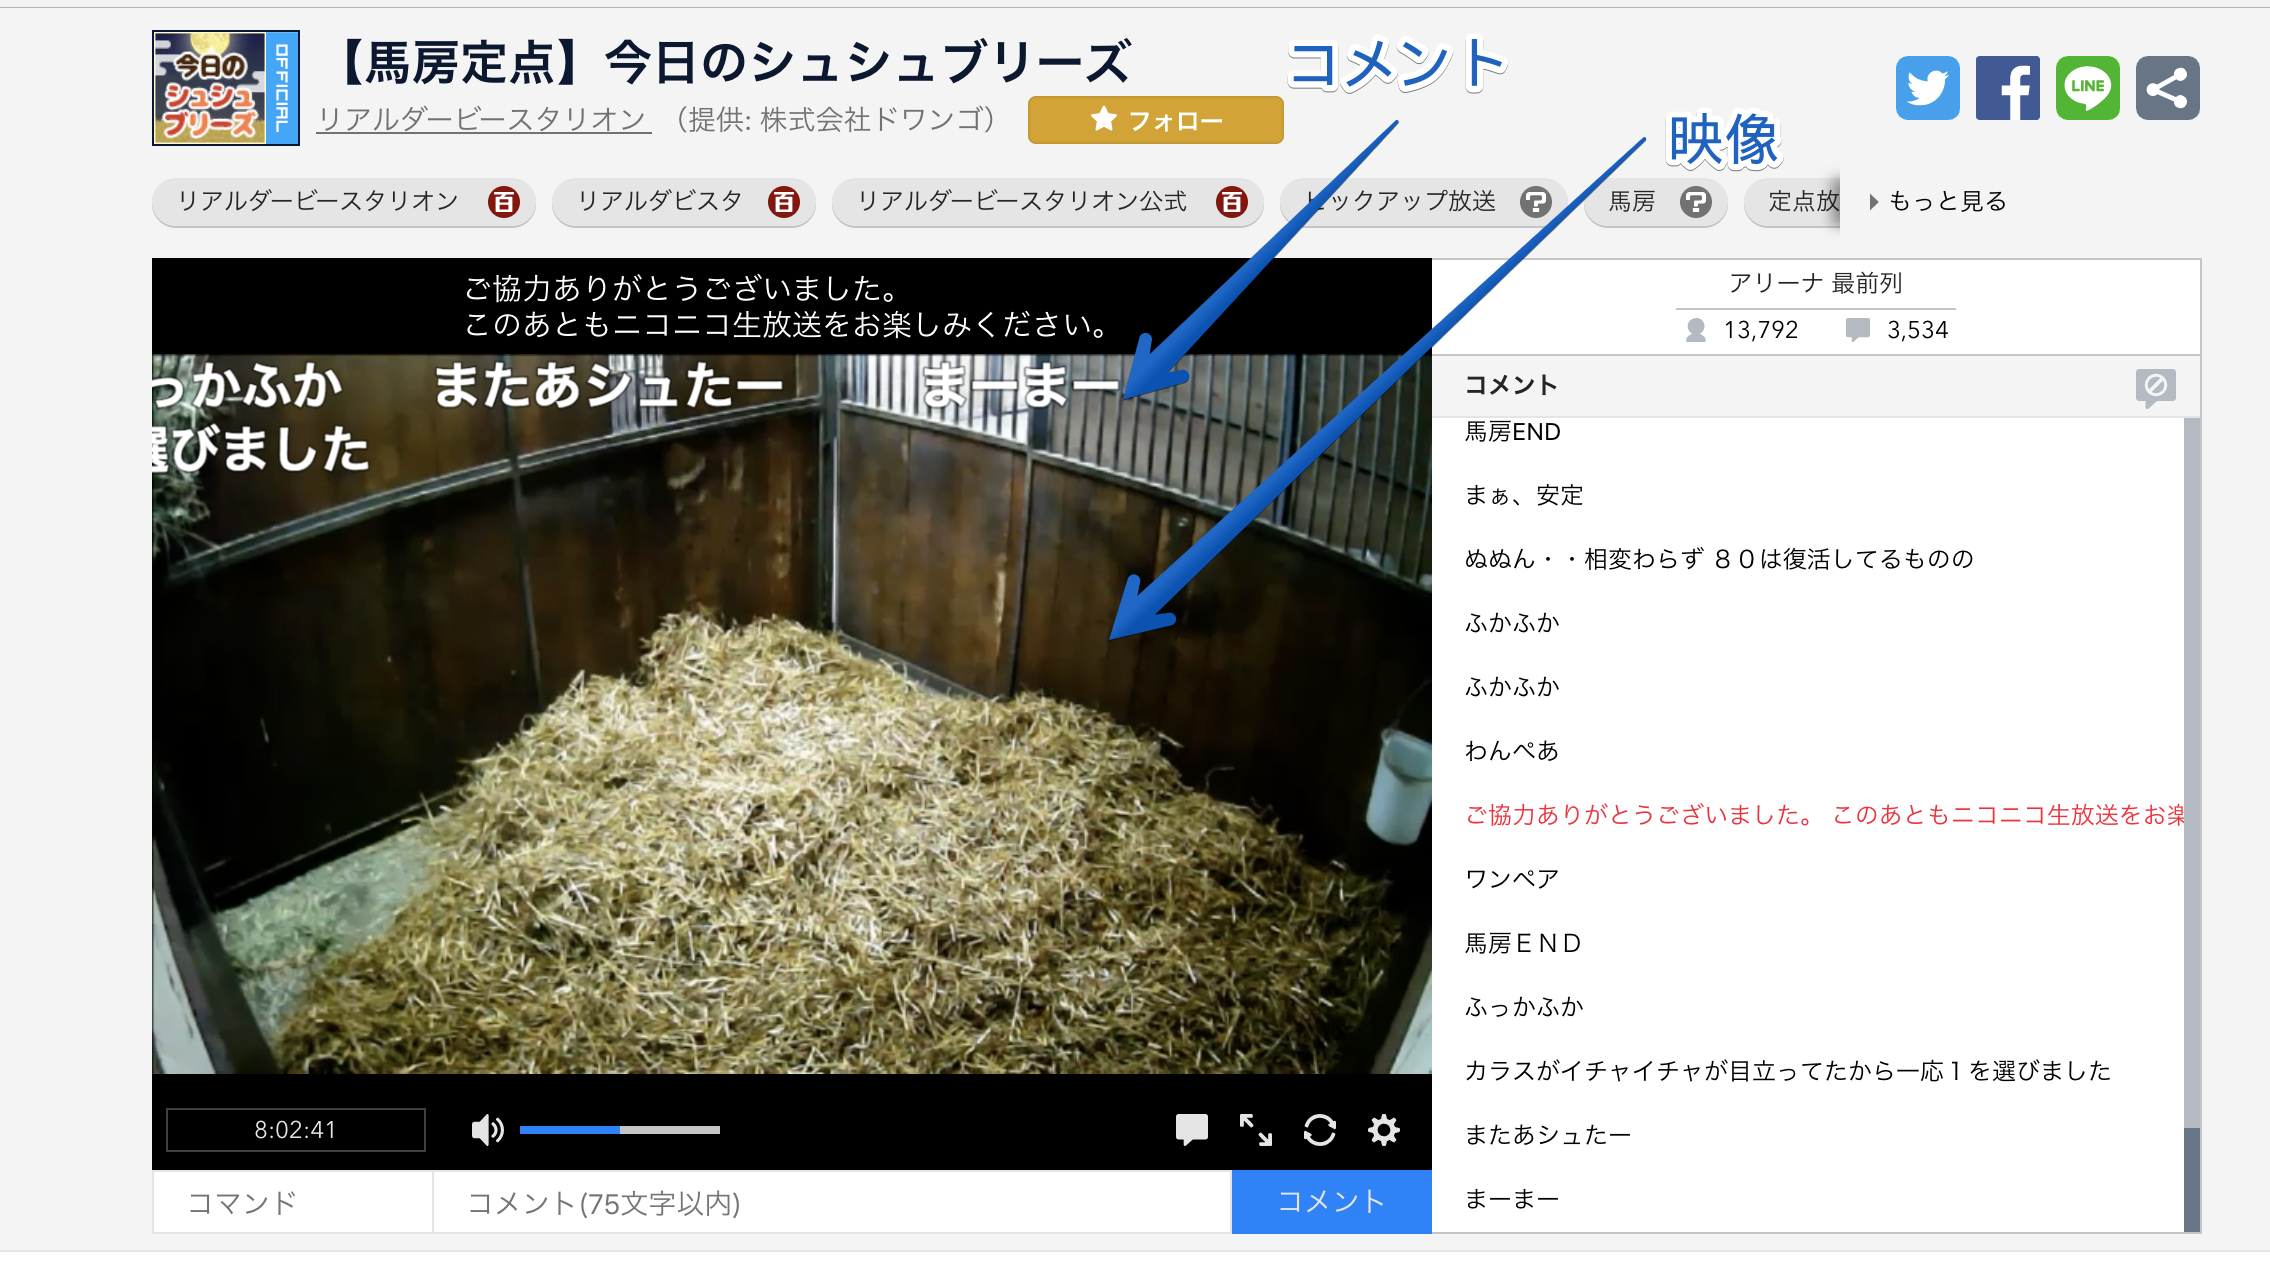 今日の
シュシュ
ブリーズ
OFFICIAL
【馬房定点】今日のシュシュブリーズ
リアルダービースタリオン （提供: 株式会社ドワンゴ）
フォロー
コメント
映像
LINE
リアルダービースタリオン 百
リアルダビスタ 百
リアルダービースタリオン公式 百
ピックアップ放送 ?
馬房 ?
定点放
もっと見る
ご協力ありがとうございました。
このあともニコニコ生放送をお楽しみください。
っかふか またあシュたー まーまー
選びました
8:02:41
コマンド
コメント(75文字以内)
コメント
アリーナ 最前列
13,792 3,534
コメント
馬房END
まぁ、安定
ぬぬん・・相変わらず８０は復活してるものの
ふかふか
ふかふか
わんぺあ
ご協力ありがとうございました。 このあともニコニコ生放送をお楽
ワンペア
馬房ＥＮＤ
ふっかふか
カラスがイチャイチャが目立ってたから一応１を選びました
またあシュたー
まーまー